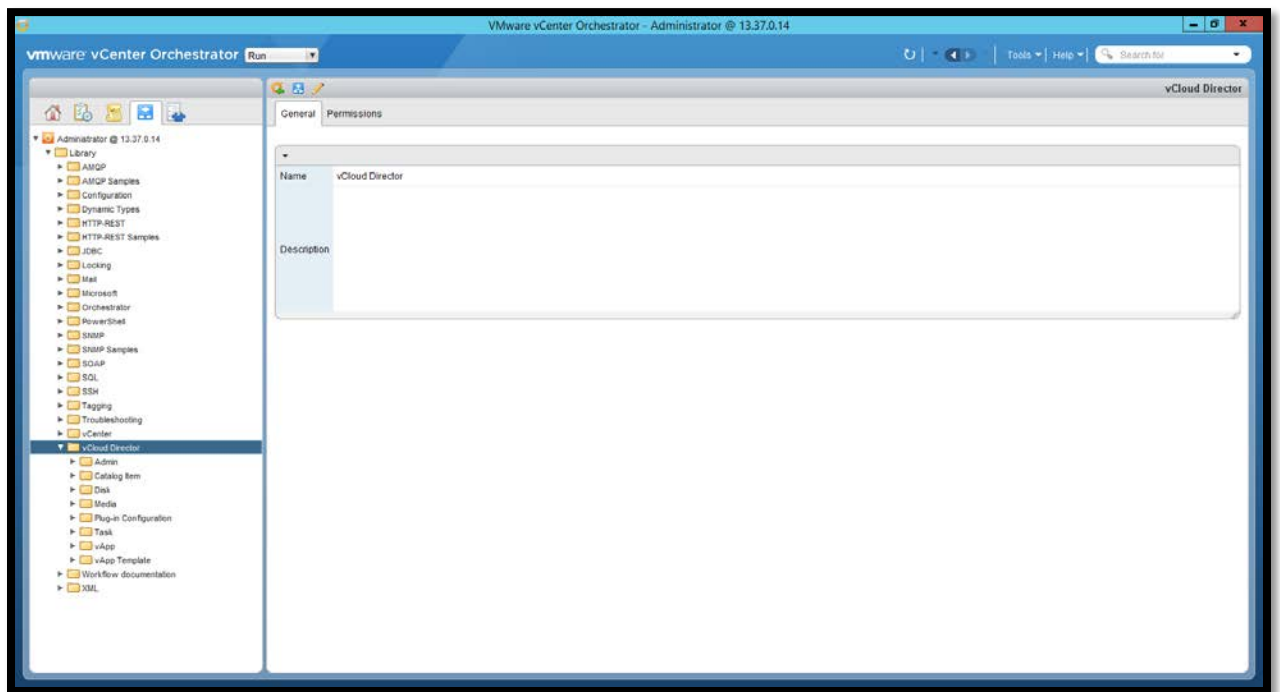 VMware vCenter Orchestrator - Administrator @ 13.37.0.14
vmware vCenter Orchestrator Run
Tools Help Search for
vCloud Director
General Permissions
Administrator @ 13.37.0.14
Library
AMQP
AMQP Samples
Configuration
Dynamic Types
HTTP-REST
HTTP-REST Samples
JDBC
Locking
Mail
Microsoft
Orchestrator
PowerShell
SNMP
SNMP Samples
SOAP
SQL
SSH
Tagging
Troubleshooting
vCenter
vCloud Director
Admin
Catalog Item
Disk
Media
Plug-in Configuration
Task
vApp
vApp Template
Workflow documentation
XML
Name vCloud Director
Description